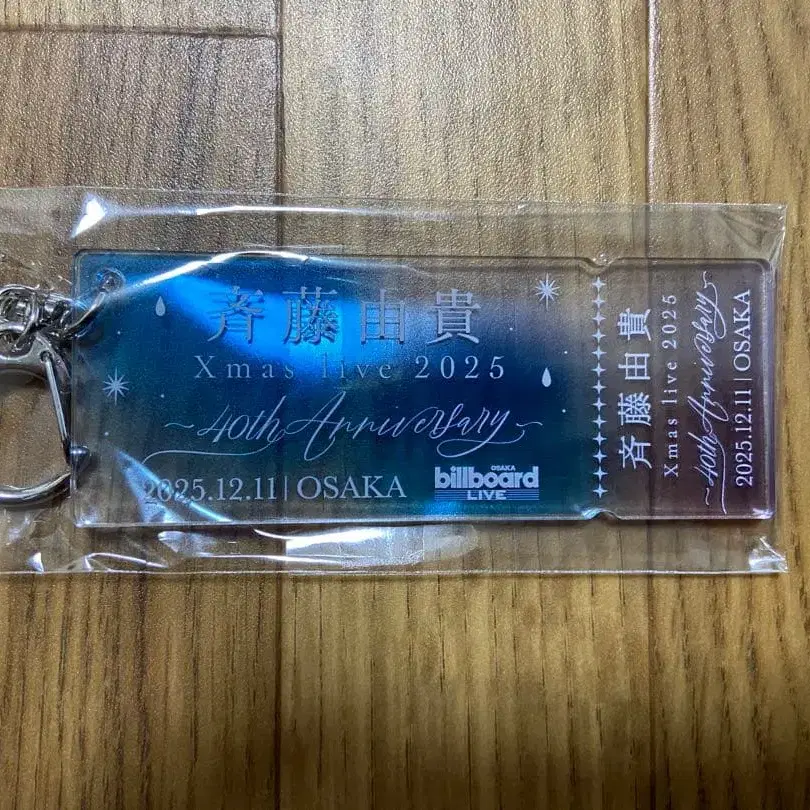 斉藤由貴
Xmas live 2025
~40th Anniversary~
2025.12.11 | OSAKA
OSAKA
billboard
LIVE
斉藤由貴
Xmas live 2025
~40th Anniversary~
2025.12.11 | OSAKA